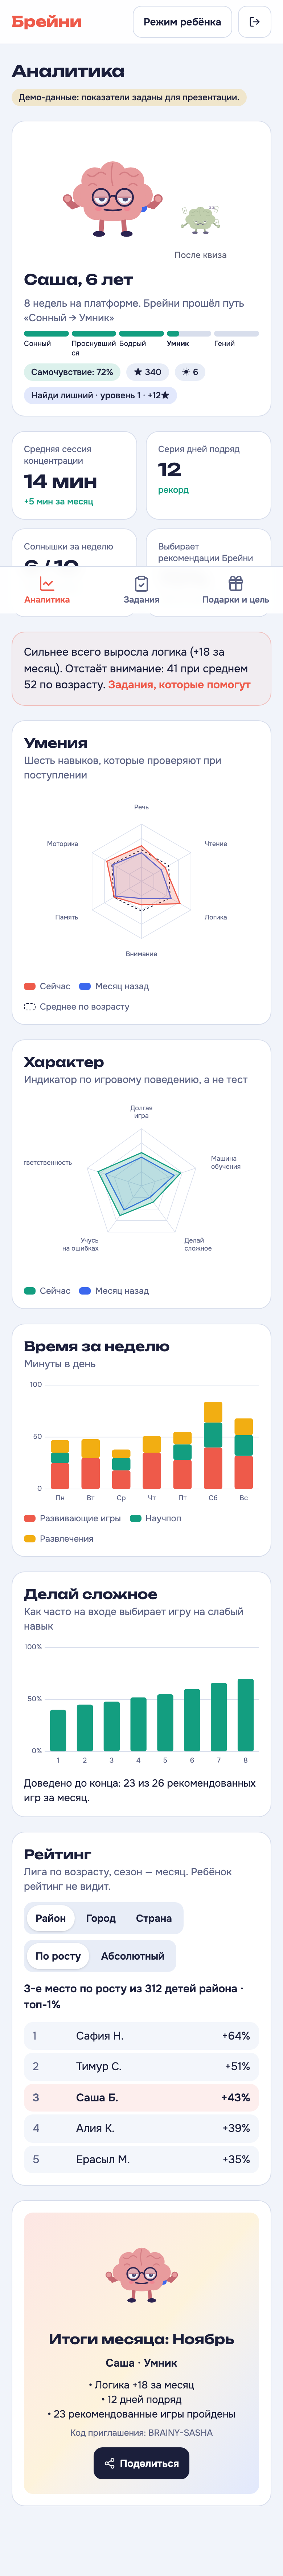 Брейни
Режим ребёнка
Аналитика
Демо-данные: показатели заданы для презентации.
После квиза
Саша, 6 лет
8 недель на платформе. Брейни прошёл путь
«Сонный → Умник»
Сонный
Проснувший
ся
Бодрый
Умник
Гений
Самочувствие: 72%
★ 340
☀ 6
Найди лишний · уровень 1 · +12★
Средняя сессия
концентрации
14 мин
+5 мин за месяц
Серия дней подряд
12
рекорд
Солнышки за неделю
6 / 10
Выбирает
рекомендации Брейни
Аналитика
Задания
Подарки и цель
Сильнее всего выросла логика (+18 за
месяц). Отстаёт внимание: 41 при среднем
52 по возрасту. Задания, которые помогут
Умения
Шесть навыков, которые проверяют при
поступлении
Речь
Моторика
Чтение
Память
Логика
Внимание
Сейчас
Месяц назад
Среднее по возрасту
Характер
Индикатор по игровому поведению, а не тест
Долгая
игра
тветственность
Машина
обучения
Учусь
на ошибках
Делай
сложное
Сейчас
Месяц назад
Время за неделю
Минуты в день
100
50
0
Пн
Вт
Ср
Чт
Пт
Сб
Вс
Развивающие игры
Научпоп
Развлечения
Делай сложное
Как часто на входе выбирает игру на слабый
навык
100%
50%
0%
1
2
3
4
5
6
7
8
Доведено до конца: 23 из 26 рекомендованных
игр за месяц.
Рейтинг
Лига по возрасту, сезон — месяц. Ребёнок
рейтинг не видит.
Район
Город
Страна
По росту
Абсолютный
3-е место по росту из 312 детей района ·
топ-1%
1 Сафия Н. +64%
2 Тимур С. +51%
3 Саша Б. +43%
4 Алия К. +39%
5 Ерасыл М. +35%
Итоги месяца: Ноябрь
Саша · Умник
• Логика +18 за месяц
• 12 дней подряд
• 23 рекомендованные игры пройдены
Код приглашения: BRAINY-SASHA
Поделиться